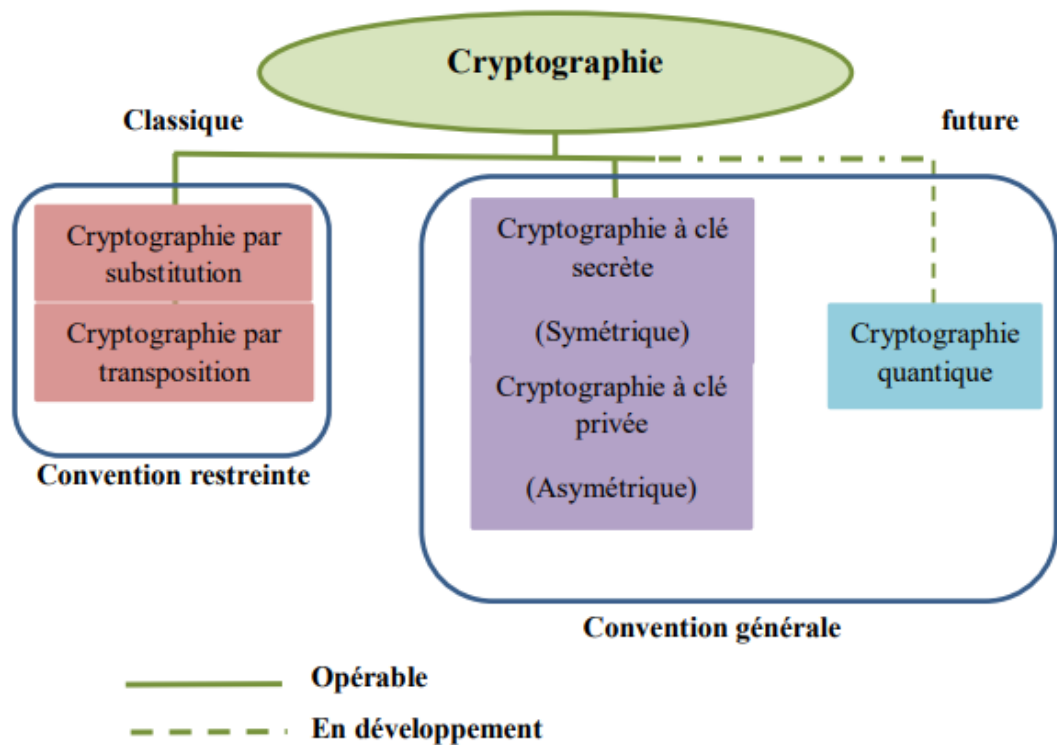 Cryptographie
Classique
future
Cryptographie par
substitution
Cryptographie par
transposition
Convention restreinte
Cryptographie à clé
secrète
(Symétrique)
Cryptographie à clé
privée
(Asymétrique)
Cryptographie
quantique
Convention générale
Opérable
En développement